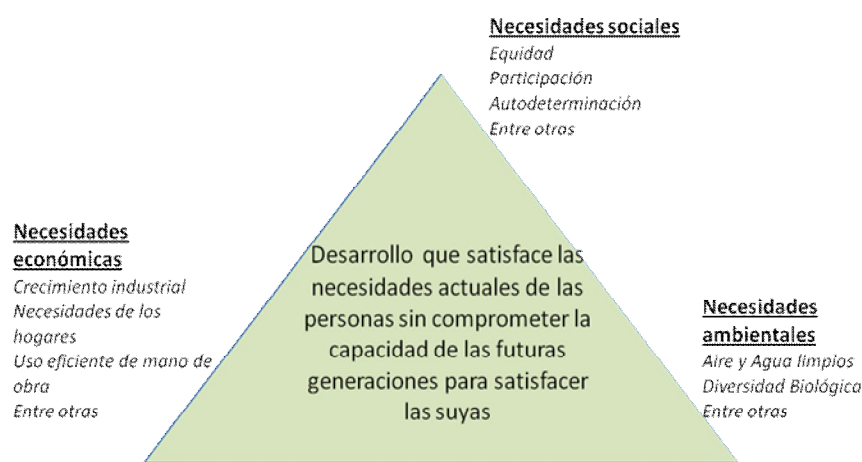 Necesidades sociales
Equidad
Participación
Autodeterminación
Entre otras
Necesidades
económicas
Crecimiento industrial
Necesidades de los
hogares
Uso eficiente de mano de
obra
Entre otras
Desarrollo que satisface las
necesidades actuales de las
personas sin comprometer la
capacidad de las futuras
generaciones para satisfacer
las suyas
Necesidades
ambientales
Aire y Agua limpios
Diversidad Biológica
Entre otras